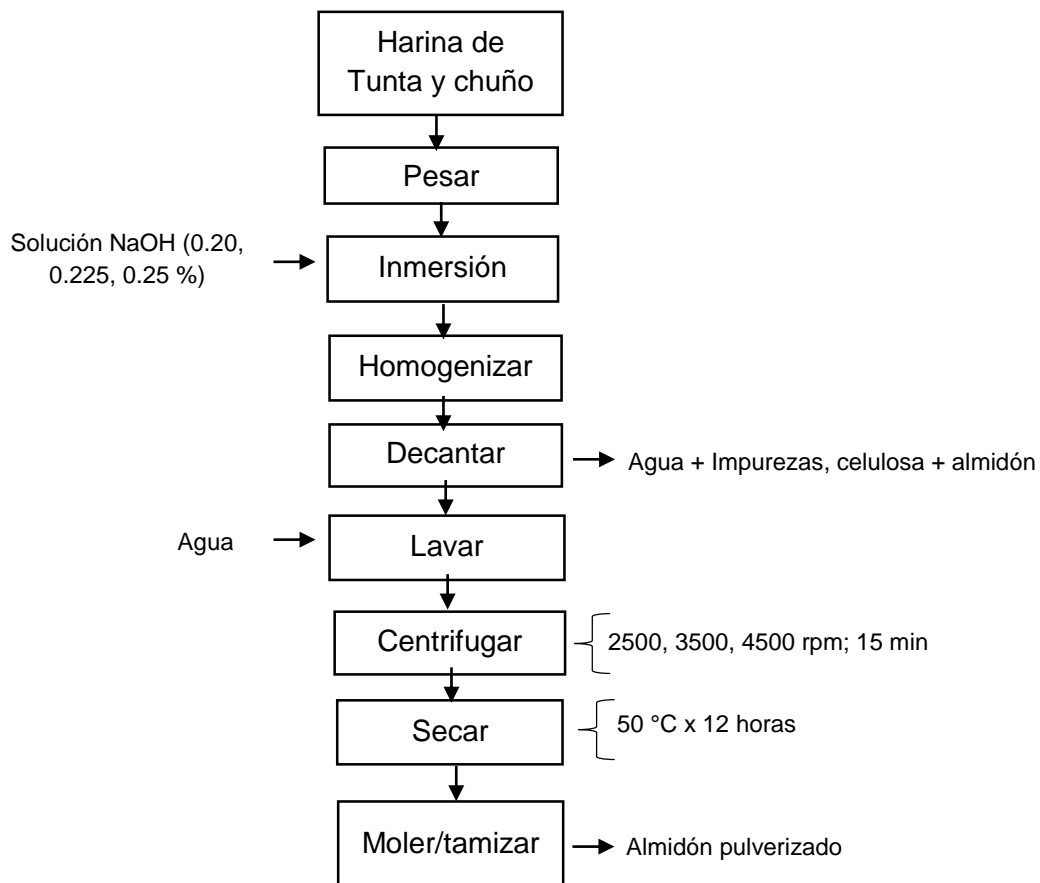 Harina de
Tunta y chuño
Pesar
Solución NaOH (0.20,
0.225, 0.25 %)
Inmersión
Homogenizar
Decantar
Agua + Impurezas, celulosa + almidón
Agua
Lavar
Centrifugar
2500, 3500, 4500 rpm; 15 min
Secar
50 °C x 12 horas
Moler/tamizar
Almidón pulverizado